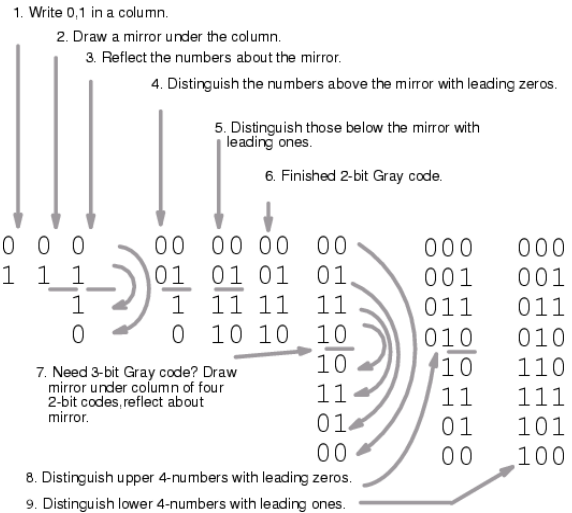 1. Write 0,1 in a column.
2. Draw a mirror under the column.
3. Reflect the numbers about the mirror.
4. Distinguish the numbers above the mirror with leading zeros.
5. Distinguish those below the mirror with
leading ones.
6. Finished 2-bit Gray code.
0 0 0 00 00 00 00 000 000
1 1 1 01 01 01 01 001 001
1 1 11 11 11 011 011
0 0 10 10 10 010 010
7. Need 3-bit Gray code? Draw
mirror under column of four
2-bit codes,reflect about
mirror.
10 10 110
11 11 111
01 01 101
00 00 100
8. Distinguish upper 4-numbers with leading zeros.
9. Distinguish lower 4-numbers with leading ones.